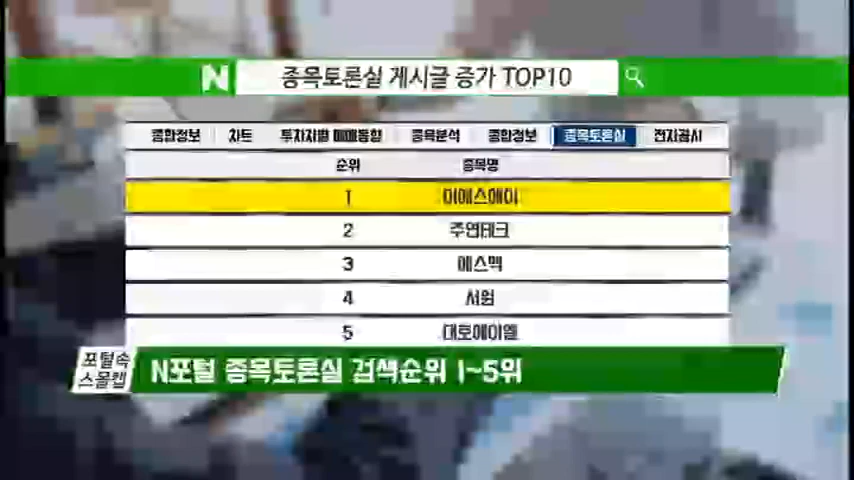 N 종목토론실 게시글 증가 TOP10
종합정보 차트 투자자별 매매동향 종목분석 종합정보 종목토론실 전자공시
순위 종목명
1 이에스에이
2 주연테크
3 에스맥
4 서원
5 대호에이엘
포털속
스몰캡
N포털 종목토론실 검색순위 1~5위